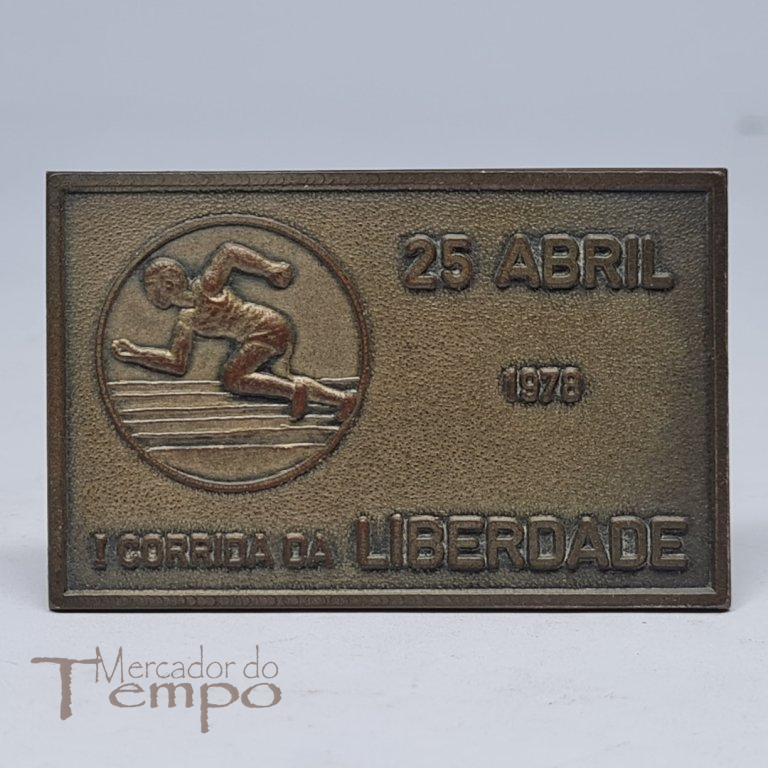 25 ABRIL
1978
I CORRIDA DA LIBERDADE
Mercador do
Tempo